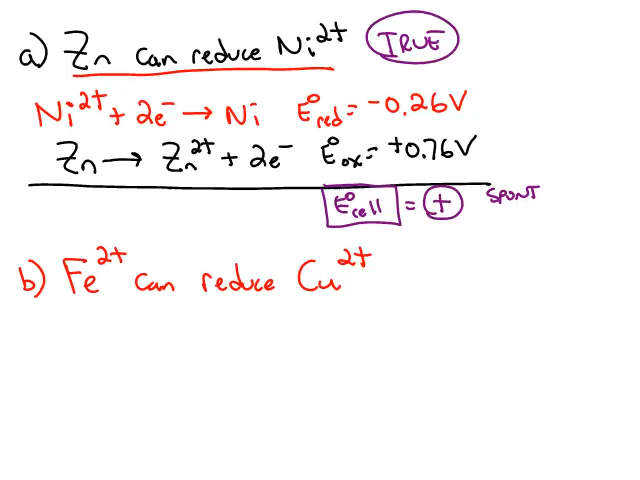 a) Zn can reduce Ni²⁺ TRUE
Ni²⁺ + 2e⁻ → Ni E°red = -0.26V
Zn → Zn²⁺ + 2e⁻ E°ox = +0.76V
E°cell = + SPONT
b) Fe²⁺ can reduce Cu²⁺